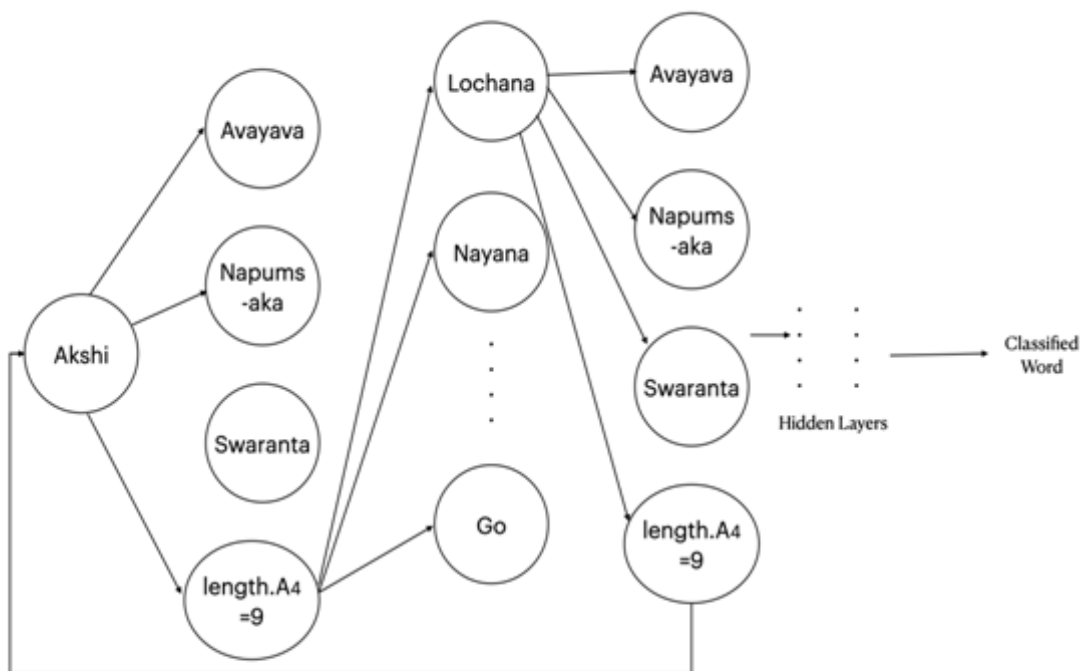 Akshi
Avayava
Napums
-aka
Swaranta
length.A4
=9
Lochana
Nayana
Go
Avayava
Napums
-aka
Swaranta
length.A4
=9
Hidden Layers
Classified
Word